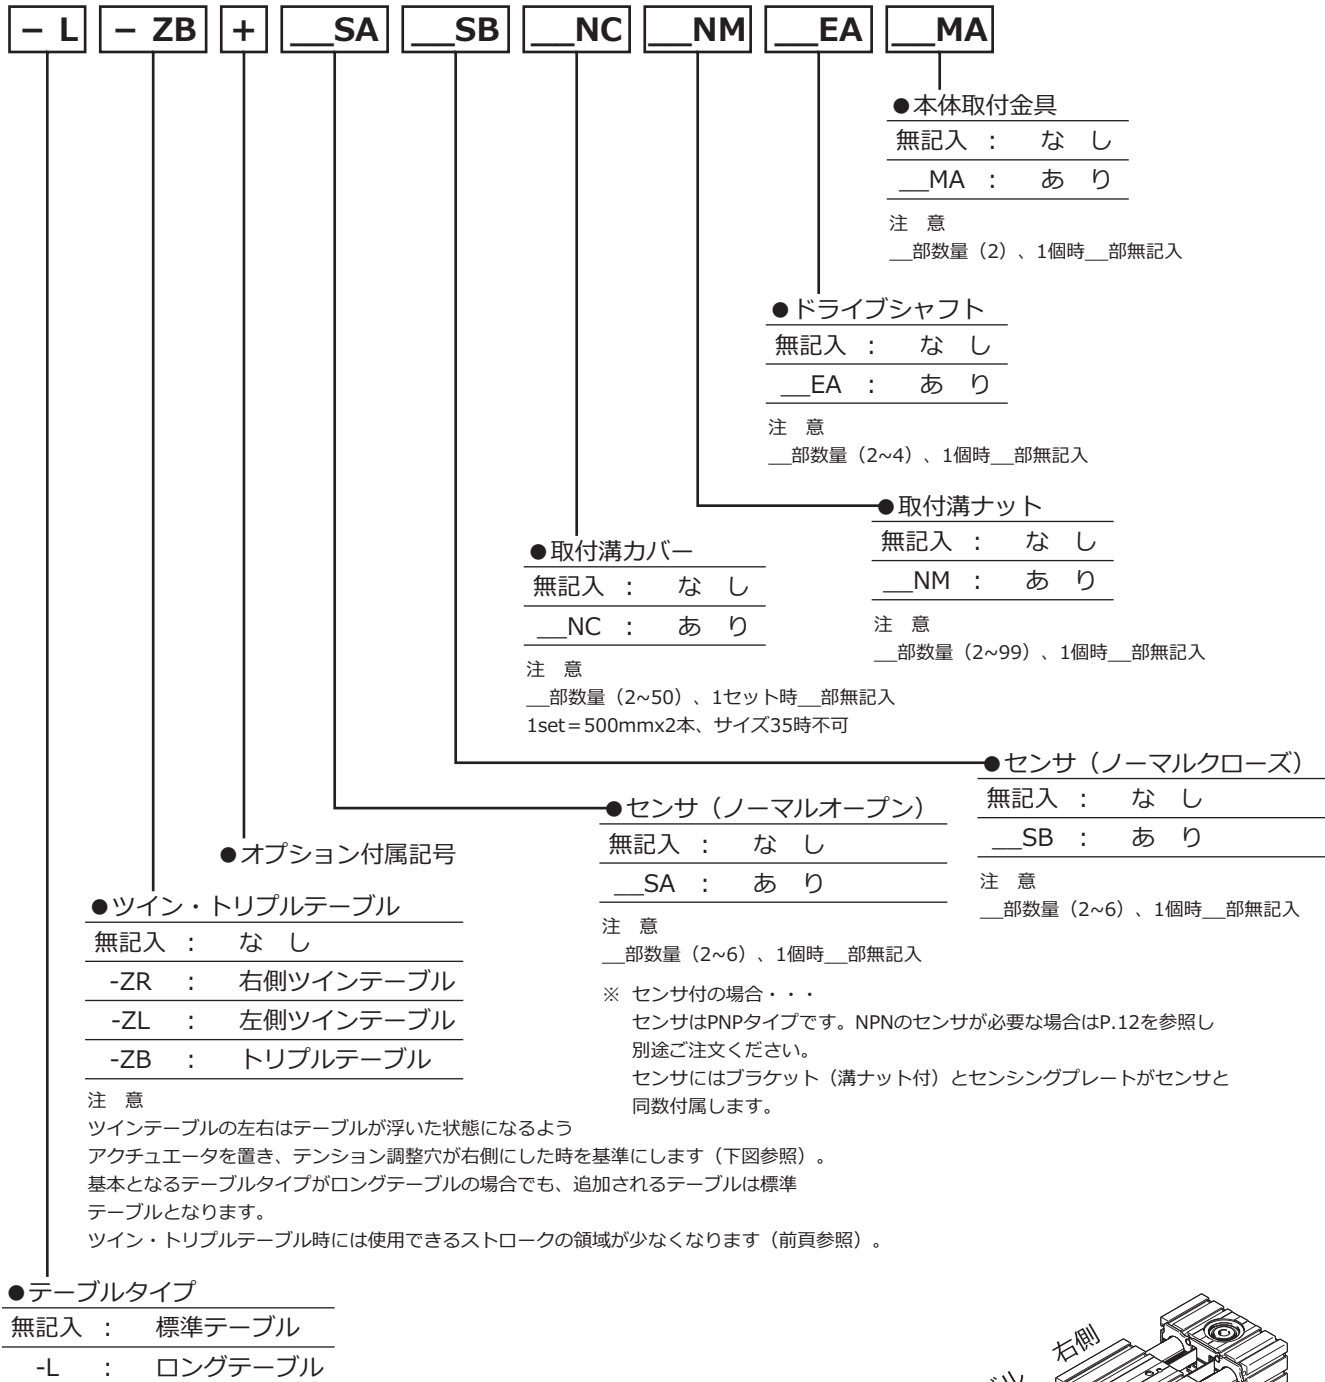 – L – ZB + __SA __SB __NC __NM __EA __MA
●本体取付金具
無記入 ： な し
__MA ： あ り
注 意
__部数量（2）、1個時__部無記入
●ドライブシャフト
無記入 ： な し
__EA ： あ り
注 意
__部数量（2~4）、1個時__部無記入
●取付溝ナット
無記入 ： な し
__NM ： あ り
注 意
__部数量（2~99）、1個時__部無記入
●取付溝カバー
無記入 ： な し
__NC ： あ り
注 意
__部数量（2~50）、1セット時__部無記入
1set＝500mmx2本、サイズ35時不可
●センサ（ノーマルクローズ）
無記入 ： な し
__SB ： あ り
注 意
__部数量（2~6）、1個時__部無記入
●センサ（ノーマルオープン）
無記入 ： な し
__SA ： あ り
注 意
__部数量（2~6）、1個時__部無記入
※ センサ付の場合・・・
センサはPNPタイプです。NPNのセンサが必要な場合はP.12を参照し
別途ご注文ください。
センサにはブラケット（溝ナット付）とセンシングプレートがセンサと
同数付属します。
●オプション付属記号
●ツイン・トリプルテーブル
無記入 ： な し
-ZR ： 右側ツインテーブル
-ZL ： 左側ツインテーブル
-ZB ： トリプルテーブル
注 意
ツインテーブルの左右はテーブルが浮いた状態になるよう
アクチュエータを置き、テンション調整穴が右側にした時を基準にします（下図参照）。
基本となるテーブルタイプがロングテーブルの場合でも、追加されるテーブルは標準
テーブルとなります。
ツイン・トリプルテーブル時には使用できるストロークの領域が少なくなります（前頁参照）。
●テーブルタイプ
無記入 ： 標準テーブル
-L ： ロングテーブル
右側